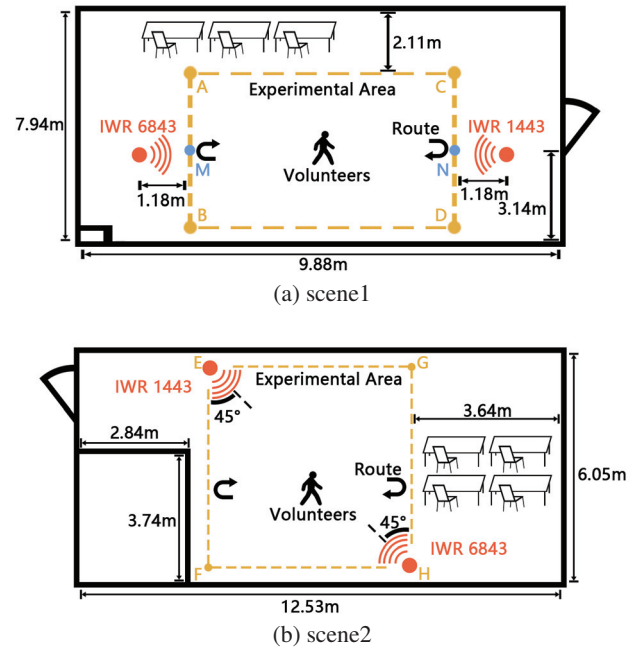 2.11m
A
C
Experimental Area
7.94m
IWR 6843
Route
IWR 1443
M
Volunteers
N
1.18m
1.18m
3.14m
B
D
9.88m
(a) scene1
E
G
Experimental Area
IWR 1443
45°
3.64m
2.84m
6.05m
Route
Volunteers
3.74m
45°
IWR 6843
F
H
12.53m
(b) scene2